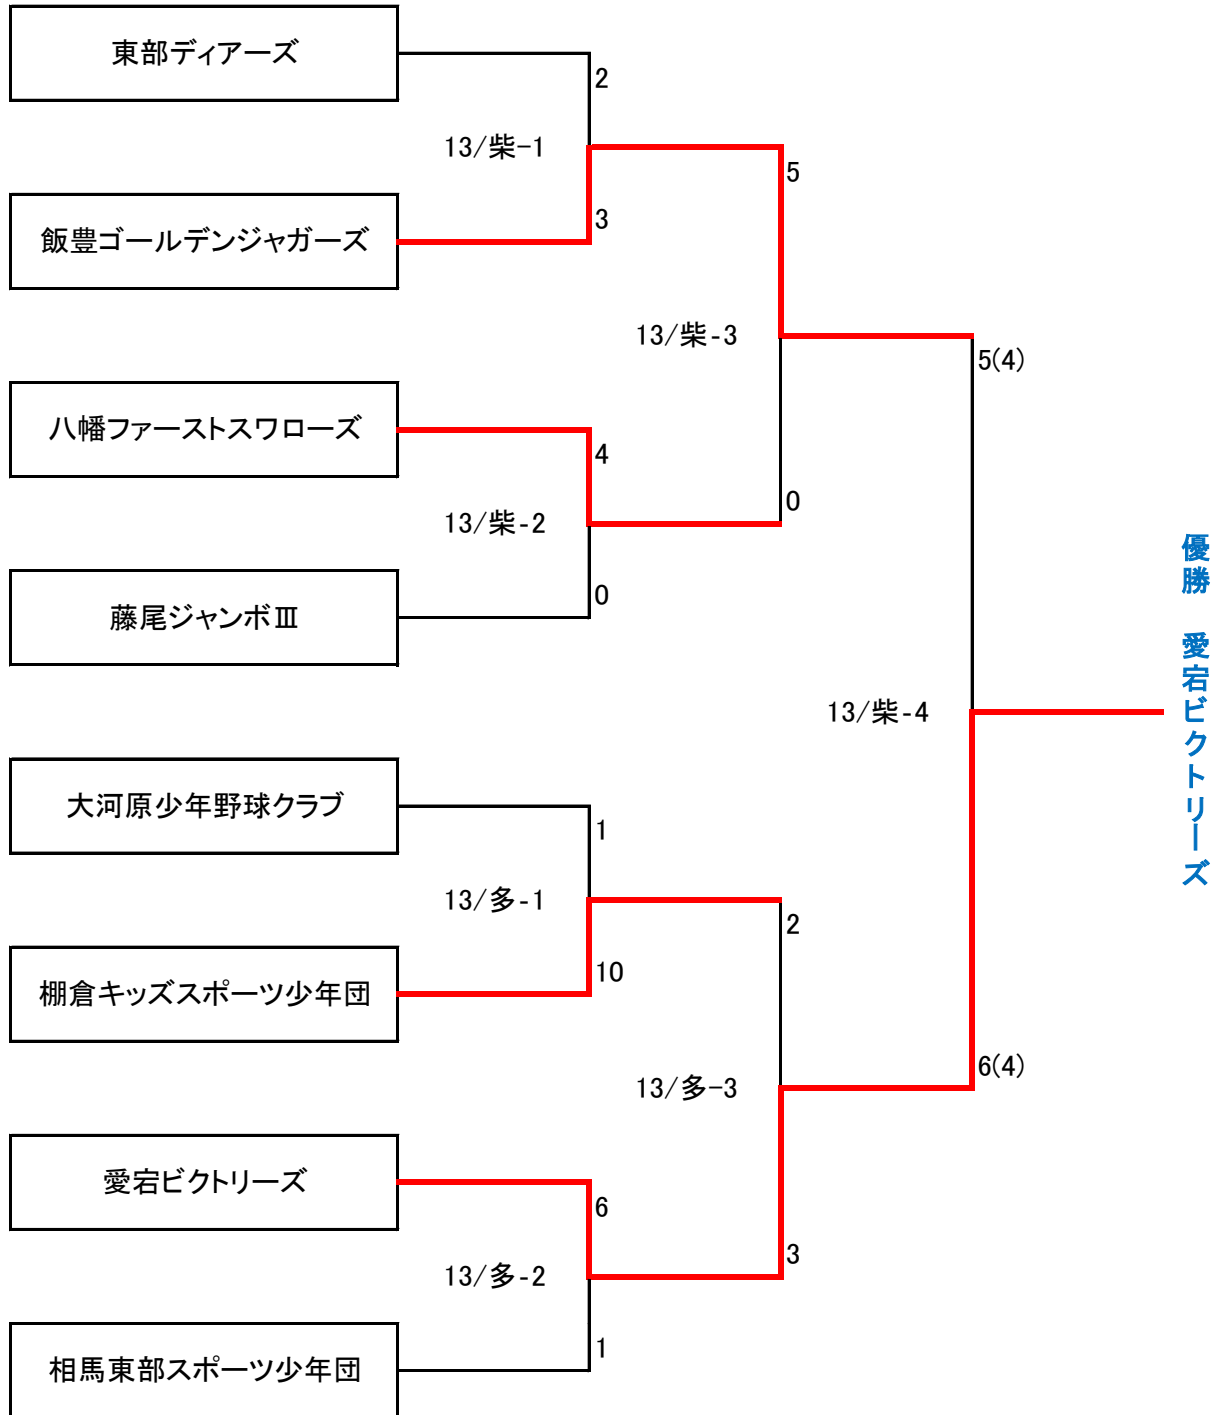 東部ディアーズ
2
13/柴-1
5
3
飯豊ゴールデンジャガーズ
13/柴-3
5(4)
八幡ファーストスワローズ
4
0
13/柴-2
0
藤尾ジャンボⅢ
優勝 愛宕ビクトリーズ
13/柴-4
大河原少年野球クラブ
1
13/多-1
2
10
棚倉キッズスポーツ少年団
13/多-3
6(4)
愛宕ビクトリーズ
6
3
13/多-2
1
相馬東部スポーツ少年団